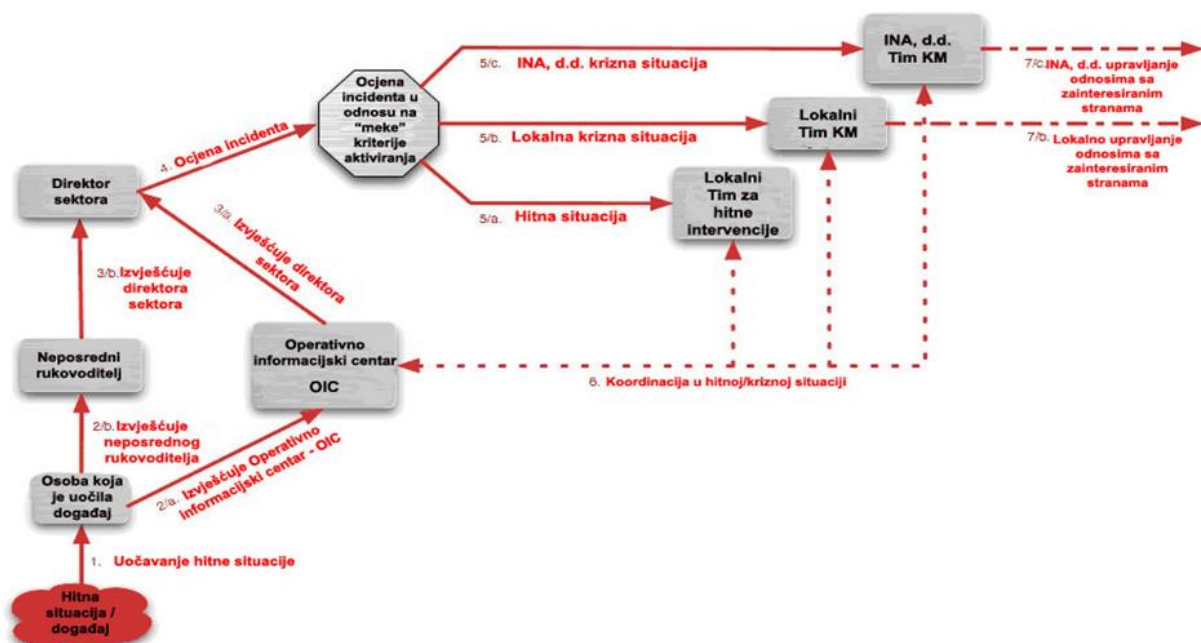 INA, d.d.
Tim KM
5/c. INA, d.d. krizna situacija
7/c. INA, d.d. upravljanje
odnosima sa
zainteresiranim
stranama
Ocjena
incidenta u
odnosu na
“meke”
kriterije
aktiviranja
Lokalni
Tim KM
5/b. Lokalna krizna situacija
7/b. Lokalno upravljanje
odnosima sa
zainteresiranim
stranama
4. Ocjena incidenta
Direktor
sektora
Lokalni
Tim za
hitne
intervencije
5/a. Hitna situacija
3/a. Izvješćuje direktora
sektora
3/b. Izvješćuje
direktora
sektora
Neposredni
rukovoditelj
Operativno
informacijski centar
OIC
6. Koordinacija u hitnoj/kriznoj situaciji
2/b. Izvješćuje
neposrednog
rukovoditelja
2/a. Izvješćuje Operativno
informacijski centar - OIC
Osoba koja
je uočila
događaj
1. Uočavanje hitne situacije
Hitna
situacija /
događaj